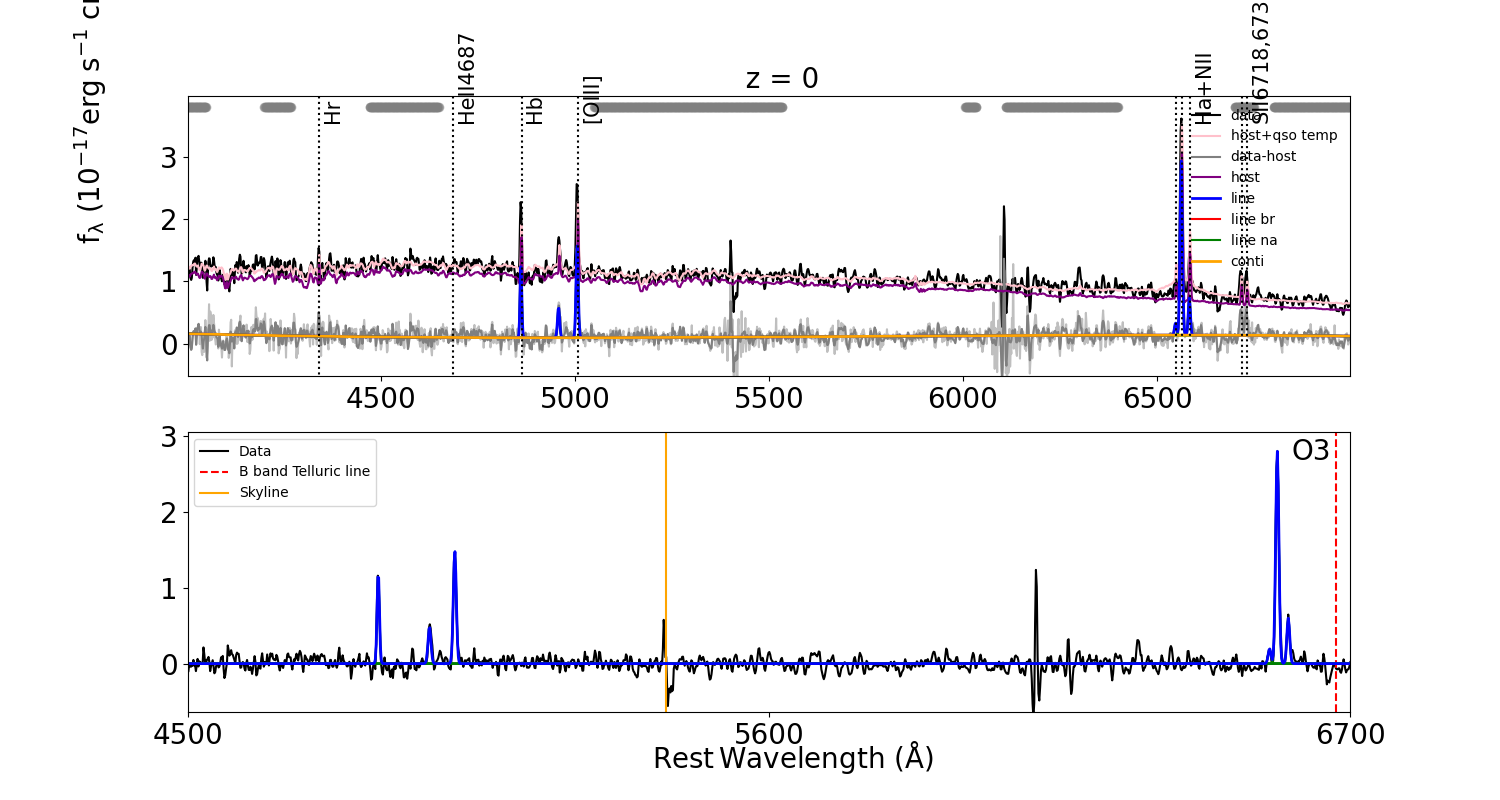 z = 0
Hr
HeII4687
Hb
[OIII]
Ha+NII
SII6718,673
f_λ (10^{-17} erg s^{-1} c
3
2
1
0
data
host+qso temp
data-host
host
line
line br
line na
conti
4500
5000
5500
6000
6500
3
2
1
0
Data
B band Telluric line
Skyline
O3
4500
5600
6700
Rest Wavelength (Å)